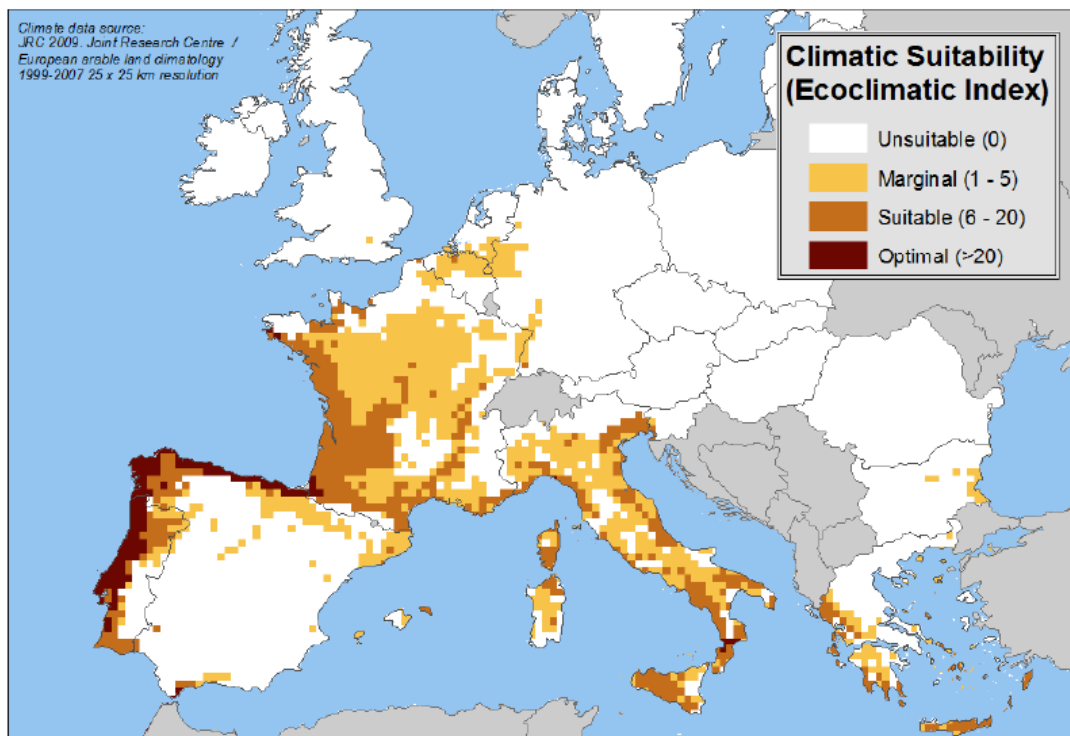 Climate data source:
JRC 2009. Joint Research Centre /
European arable land climatology
1999-2007 25 x 25 km resolution
Climatic Suitability
(Ecoclimatic Index)
Unsuitable (0)
Marginal (1 - 5)
Suitable (6 - 20)
Optimal (>20)